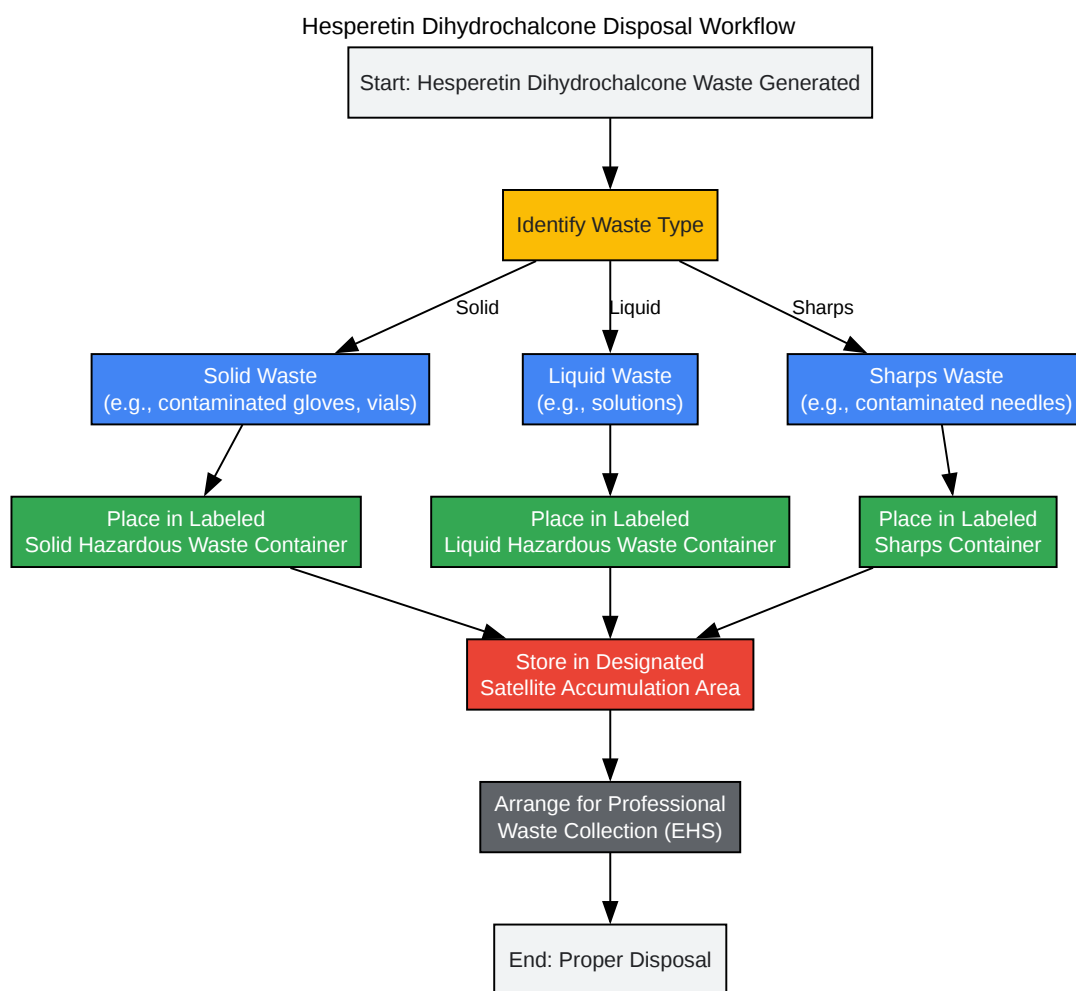 Hesperetin Dihydrochalcone Disposal Workflow
Start: Hesperetin Dihydrochalcone Waste Generated
Identify Waste Type
Solid
Liquid
Sharps
Solid Waste
(e.g., contaminated gloves, vials)
Liquid Waste
(e.g., solutions)
Sharps Waste
(e.g., contaminated needles)
Place in Labeled
Solid Hazardous Waste Container
Place in Labeled
Liquid Hazardous Waste Container
Place in Labeled
Sharps Container
Store in Designated
Satellite Accumulation Area
Arrange for Professional
Waste Collection (EHS)
End: Proper Disposal